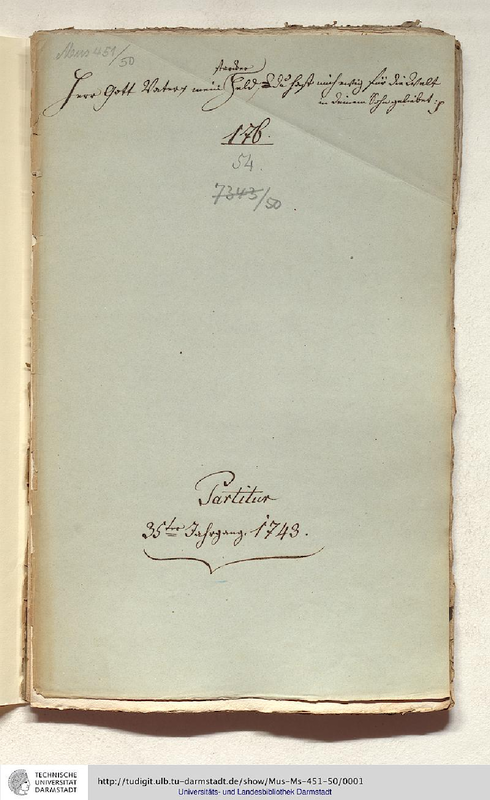 Mus 451/50
starcker
Herr Gott Vater mein Held du hast mich ewig für die Welt
in deinem Sohn geliebet
176.
54
7343/50
Partitur
35ter Jahrgang. 1743.
TECHNISCHE
UNIVERSITÄT
DARMSTADT
http://tudigit.ulb.tu-darmstadt.de/show/Mus-Ms-451-50/0001
Universitäts- und Landesbibliothek Darmstadt